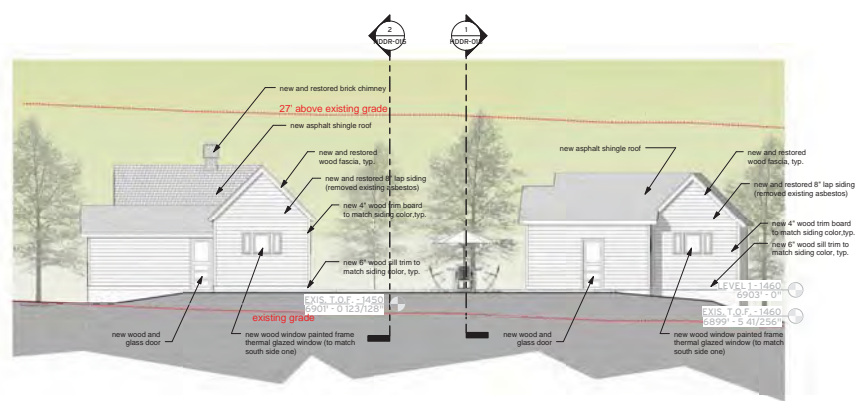 2
HDDR-015
1
new and restored brick chimney
27' above existing grade
new asphalt shingle roof
new and restored
wood fascia, typ.
new and restored 8" lap siding
(removed existing asbestos)
new 4" wood trim board
to match siding color,typ.
new 6" wood sill trim to
match siding color, typ.
EXIS. T.O.F. - 1450
6901' - 0 123/128"
existing grade
new wood and
glass door
new wood window painted frame
thermal glazed window (to match
south side one)
new asphalt shingle roof
new and restored
wood fascia, typ.
new and restored 8" lap siding
(removed existing asbestos)
new 4" wood trim board
to match siding color,typ.
new 6" wood sill trim to
match siding color, typ.
LEVEL 1 - 1460
6903' - 0"
EXIS. T.O.F. - 1460
6899' - 5 41/256"
new wood and
glass door
new wood window painted frame
thermal glazed window (to match
south side one)